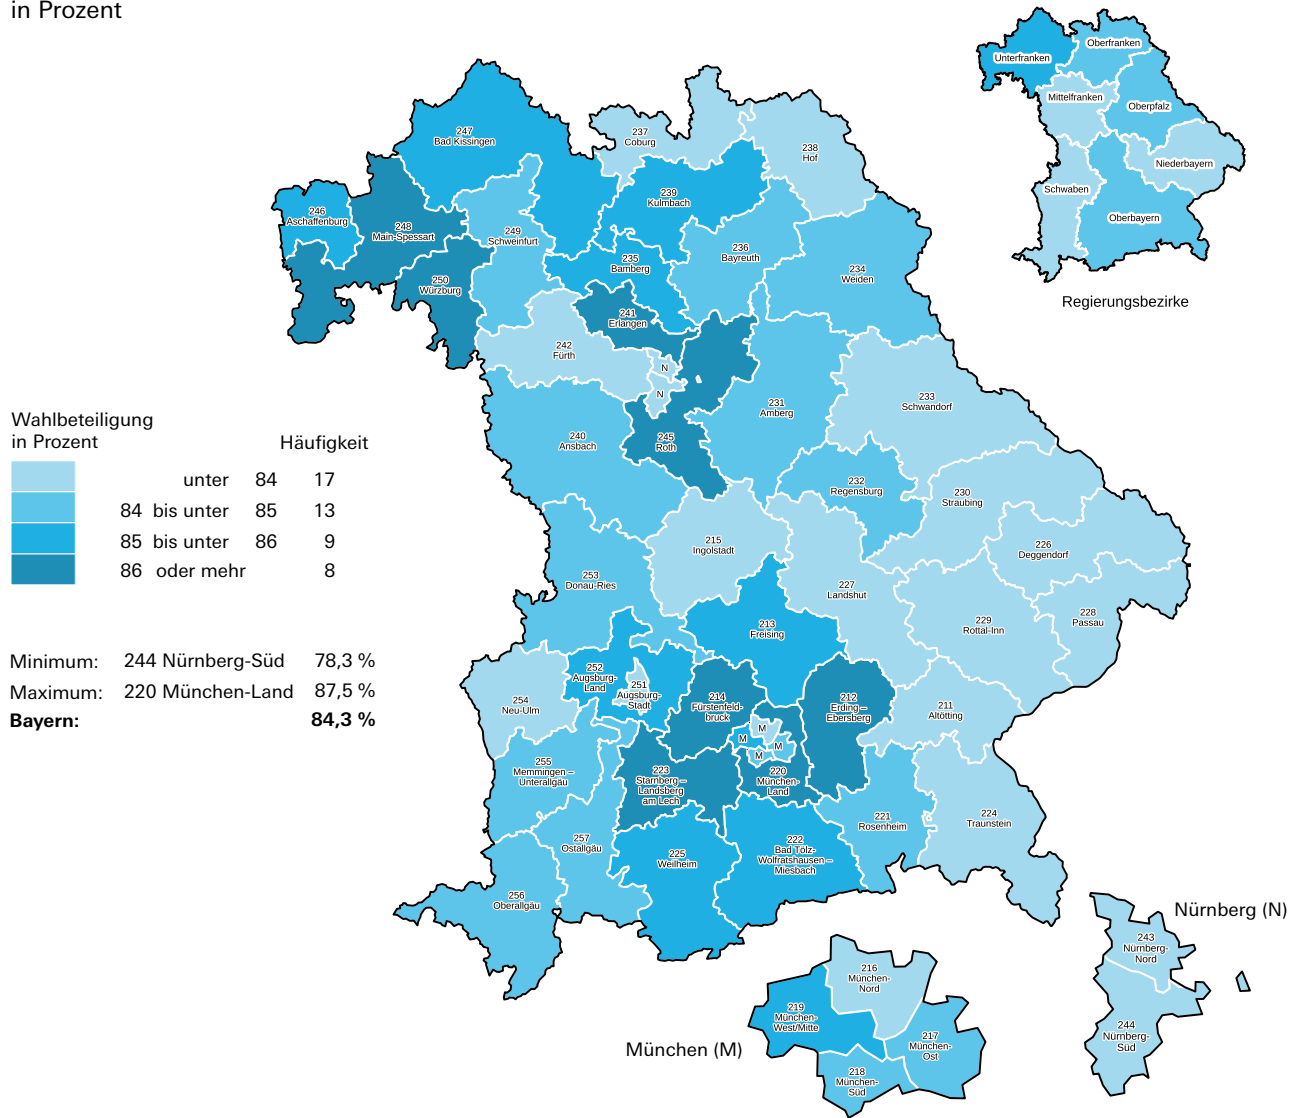 in Prozent
Unterfranken
Oberfranken
Mittelfranken
Oberpfalz
Niederbayern
Schwaben
Oberbayern
Regierungsbezirke
247
Bad Kissingen
237
Coburg
238
Hof
239
Kulmbach
246
Aschaffenburg
248
Main-Spessart
249
Schweinfurt
236
Bayreuth
235
Bamberg
234
Weiden
250
Würzburg
241
Erlangen
242
Fürth
N
N
233
Schwandorf
231
Amberg
240
Ansbach
245
Roth
232
Regensburg
230
Straubing
Wahlbeteiligung
in Prozent
Häufigkeit
unter 84 17
84 bis unter 85 13
85 bis unter 86 9
86 oder mehr 8
Minimum: 244 Nürnberg-Süd 78,3 %
Maximum: 220 München-Land 87,5 %
Bayern: 84,3 %
215
Ingolstadt
226
Deggendorf
253
Donau-Ries
227
Landshut
228
Passau
229
Rottal-Inn
213
Freising
252
Augsburg-
Land
251
Augsburg-
Stadt
254
Neu-Ulm
214
Fürstenfeld-
bruck
212
Erding –
Ebersberg
211
Altötting
M
M
M
M
255
Memmingen –
Unterallgäu
223
Starnberg –
Landsberg
am Lech
220
München-
Land
221
Rosenheim
224
Traunstein
257
Ostallgäu
225
Weilheim
222
Bad Tölz-
Wolfratshausen –
Miesbach
256
Oberallgäu
München (M)
216
München-
Nord
219
München-
West/Mitte
217
München-
Ost
218
München-
Süd
Nürnberg (N)
243
Nürnberg-
Nord
244
Nürnberg-
Süd